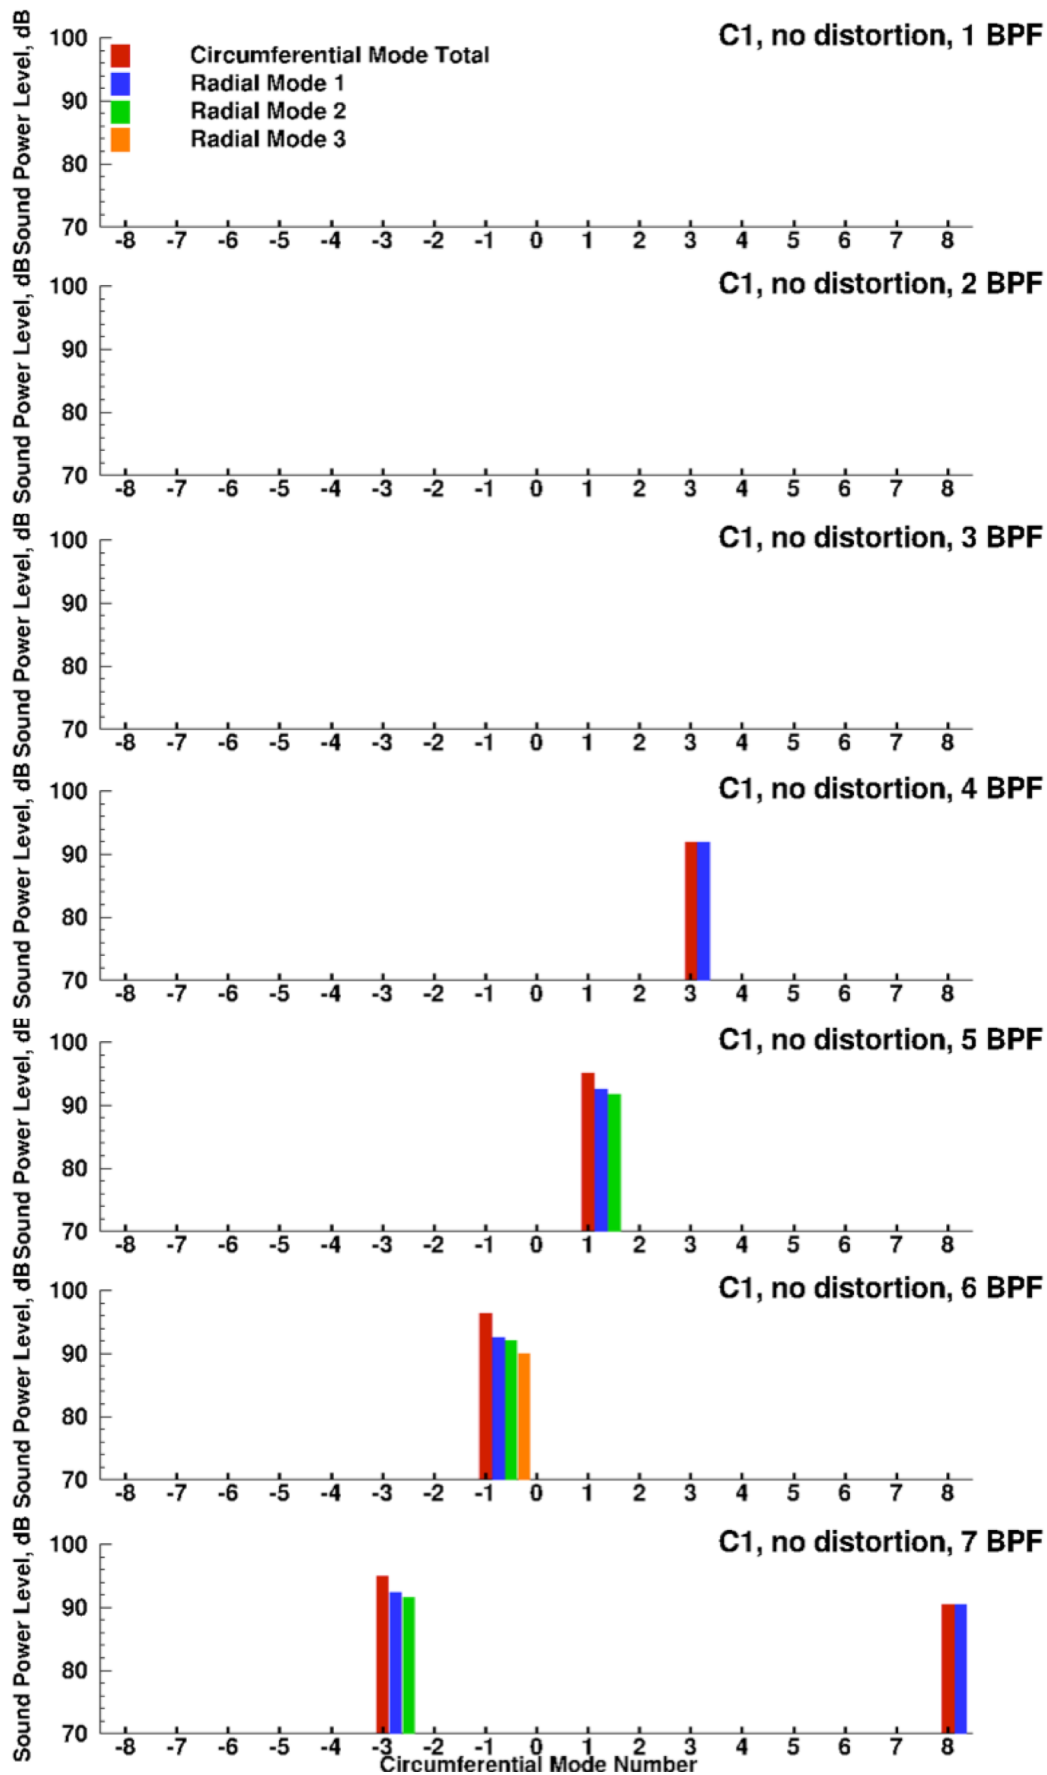 C1, no distortion, 1 BPF
Sound Power Level, dB
100
90
80
70
Circumferential Mode Total
Radial Mode 1
Radial Mode 2
Radial Mode 3
-8 -7 -6 -5 -4 -3 -2 -1 0 1 2 3 4 5 6 7 8
C1, no distortion, 2 BPF
Sound Power Level, dB
100
90
80
70
-8 -7 -6 -5 -4 -3 -2 -1 0 1 2 3 4 5 6 7 8
C1, no distortion, 3 BPF
Sound Power Level, dB
100
90
80
70
-8 -7 -6 -5 -4 -3 -2 -1 0 1 2 3 4 5 6 7 8
C1, no distortion, 4 BPF
Sound Power Level, dB
100
90
80
70
-8 -7 -6 -5 -4 -3 -2 -1 0 1 2 3 4 5 6 7 8
C1, no distortion, 5 BPF
Sound Power Level, dB
100
90
80
70
-8 -7 -6 -5 -4 -3 -2 -1 0 1 2 3 4 5 6 7 8
C1, no distortion, 6 BPF
Sound Power Level, dB
100
90
80
70
-8 -7 -6 -5 -4 -3 -2 -1 0 1 2 3 4 5 6 7 8
C1, no distortion, 7 BPF
Sound Power Level, dB
100
90
80
70
-8 -7 -6 -5 -4 -3 -2 -1 0 1 2 3 4 5 6 7 8
Circumferential Mode Number